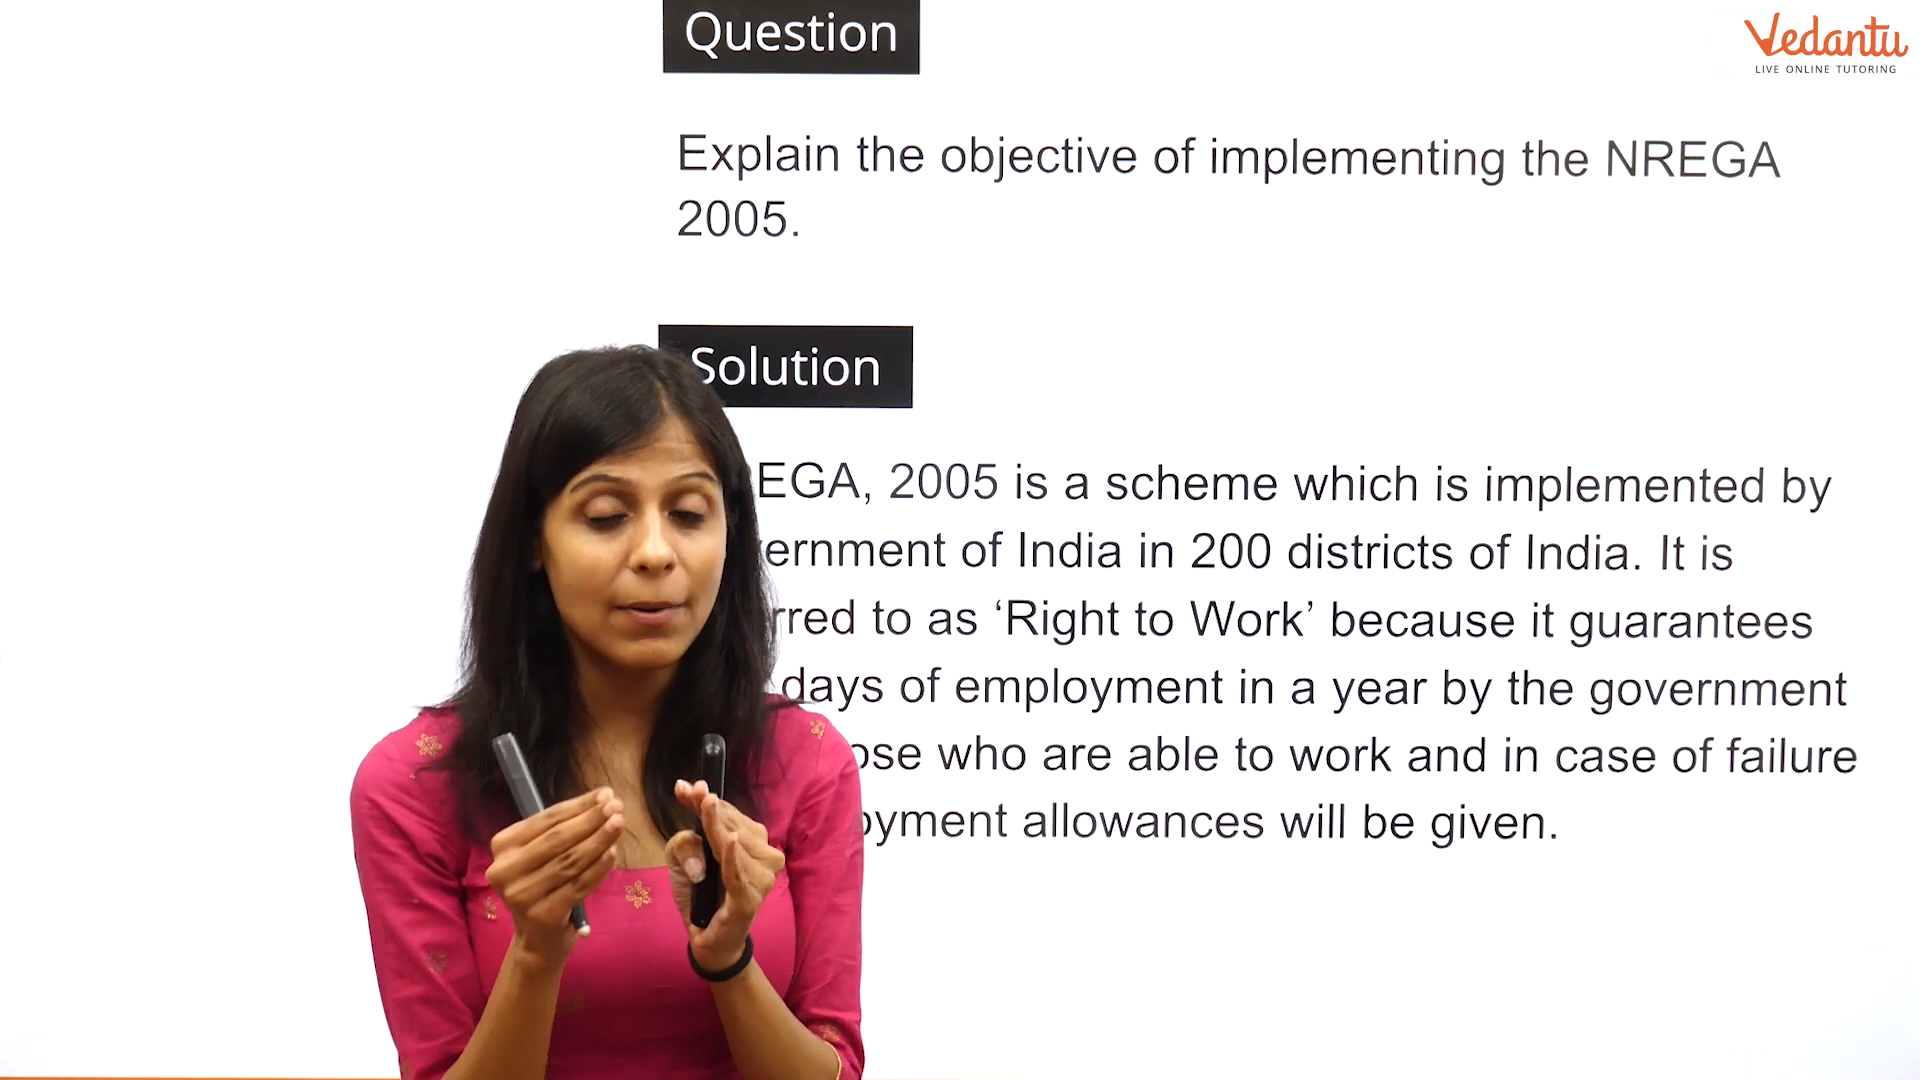 Question
Vedantu
LIVE ONLINE TUTORING
Explain the objective of implementing the NREGA
2005.
Solution
EGA, 2005 is a scheme which is implemented by
ernment of India in 200 districts of India. It is
rred to as ‘Right to Work’ because it guarantees
days of employment in a year by the government
ose who are able to work and in case of failure
oyment allowances will be given.